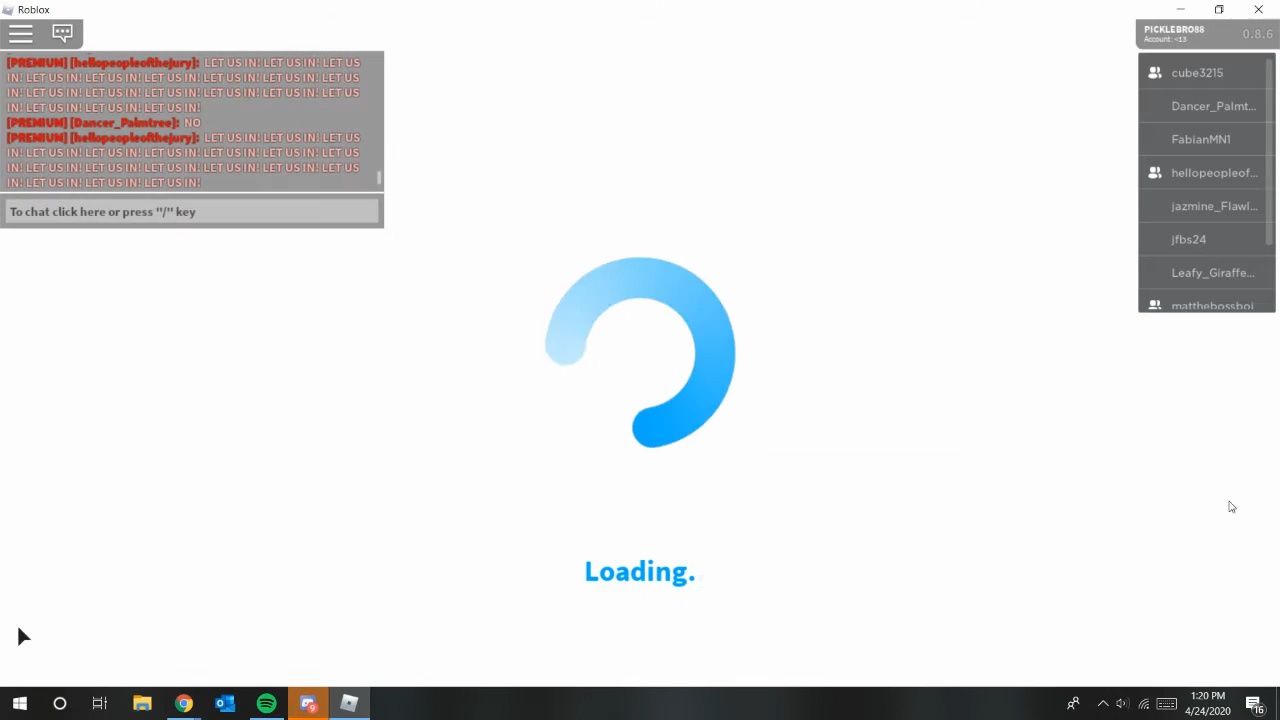 Roblox
PICKLEBRO88
Account: <13
0.8.6
[PREMIUM] [hellopeopleofthejury]: LET US IN! LET US IN! LET US
IN! LET US IN! LET US IN! LET US IN! LET US IN! LET US IN! LET US
IN! LET US IN! LET US IN! LET US IN! LET US IN! LET US IN! LET US
IN! LET US IN! LET US IN! LET US IN!
[PREMIUM] [Dancer_Palmtree]: NO
[PREMIUM] [hellopeopleofthejury]: LET US IN! LET US IN! LET US
IN! LET US IN! LET US IN! LET US IN! LET US IN! LET US IN! LET US
IN! LET US IN! LET US IN! LET US IN! LET US IN! LET US IN! LET US
IN! LET US IN! LET US IN! LET US IN!
To chat click here or press "/" key
cube3215
Dancer_Palmt...
FabianMN1
hellopeopleof...
jazmine_Flawl...
jfbs24
Leafy_Giraffe...
matthebossboi
Loading.
1:20 PM
4/24/2020
16